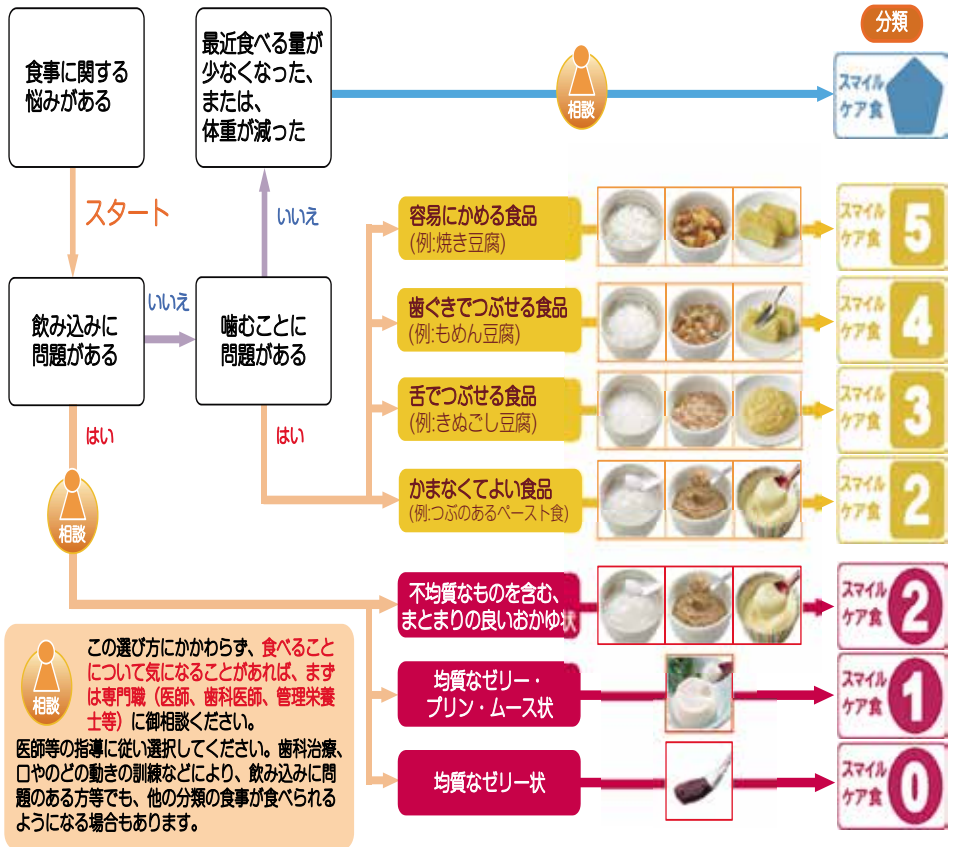 分類
食事に関する
悩みがある
最近食べる量が
少なくなった、
または、
体重が減った
相談
スマイル
ケア食
スタート
いいえ
飲み込みに
問題がある
いいえ
噛むことに
問題がある
はい
はい
相談
容易にかめる食品
(例:焼き豆腐)
スマイル
ケア食
5
歯ぐきでつぶせる食品
(例:もめん豆腐)
スマイル
ケア食
4
舌でつぶせる食品
(例:きぬごし豆腐)
スマイル
ケア食
3
かまなくてよい食品
(例:つぶのあるペースト食)
スマイル
ケア食
2
不均質なものを含む、
まとまりの良いおかゆ状
スマイル
ケア食
2
均質なゼリー・
プリン・ムース状
スマイル
ケア食
1
均質なゼリー状
スマイル
ケア食
0
相談
この選び方にかかわらず、食べること
について気になることがあれば、まず
は専門職（医師、歯科医師、管理栄養
士等）に御相談ください。
医師等の指導に従い選択してください。歯科治療、
口やのどの動きの訓練などにより、飲み込みに問
題のある方等でも、他の分類の食事が食べられる
ようになる場合もあります。